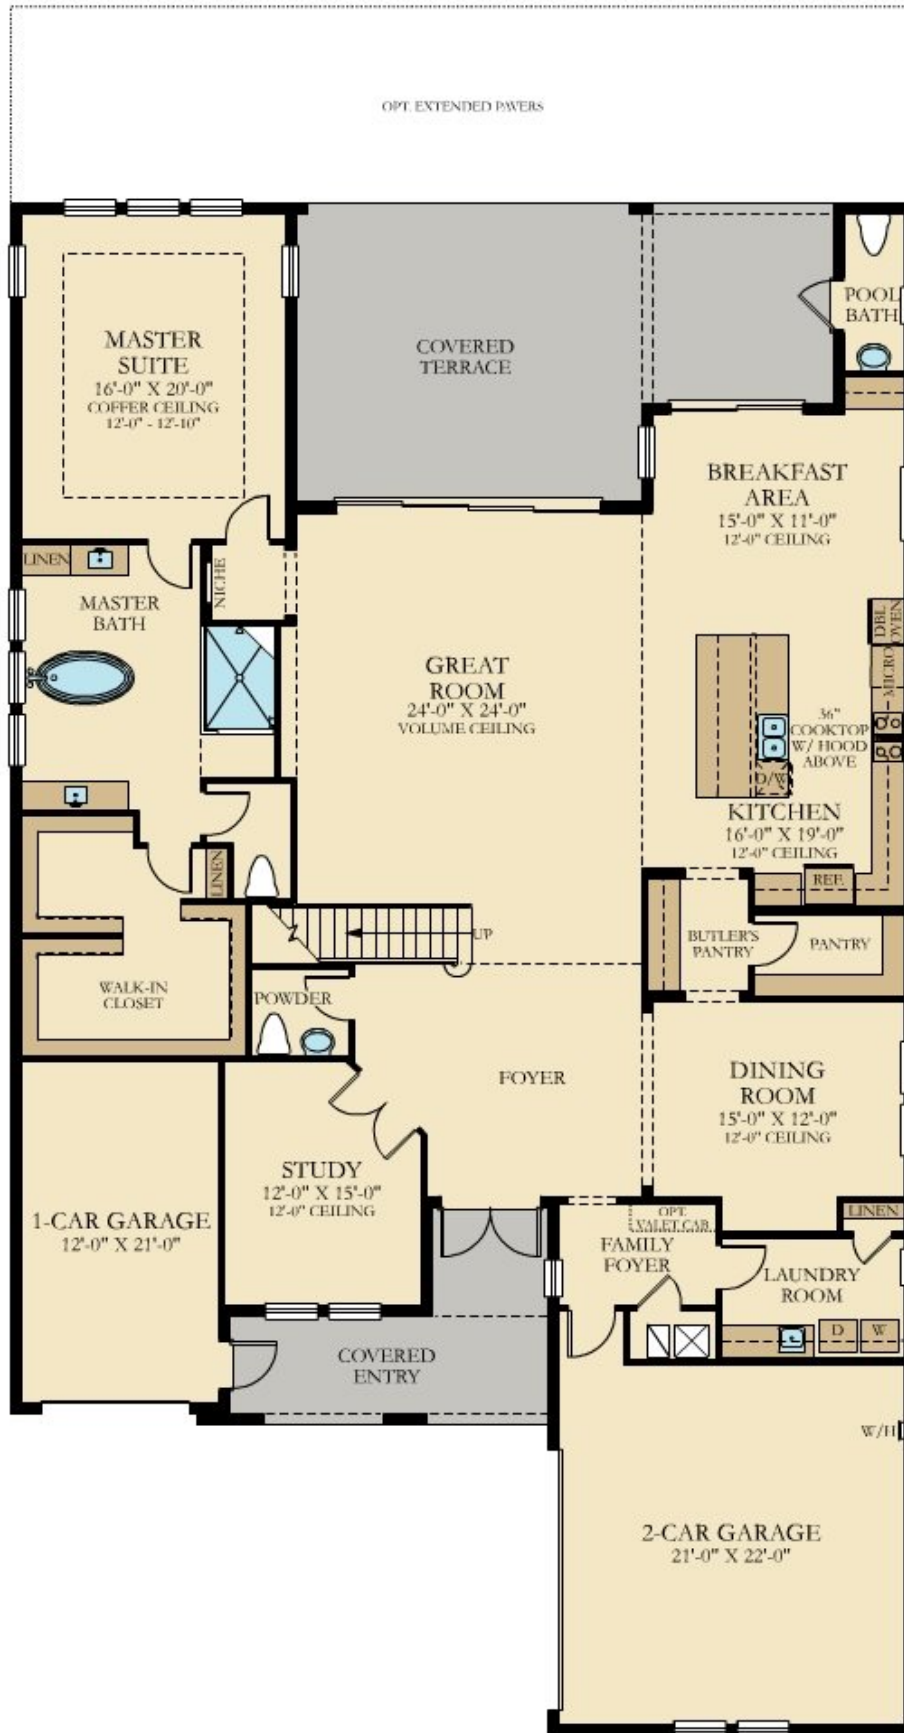 OPT. EXTENDED PAVERS
MASTER
SUITE
16'-0" X 20'-0"
COFFER CEILING
12'-0" - 12'-10"
COVERED
TERRACE
POOL
BATH
BREAKFAST
AREA
15'-0" X 11'-0"
12'-0" CEILING
LINEN
NICHE
MASTER
BATH
GREAT
ROOM
24'-0" X 24'-0"
VOLUME CEILING
DBL
OVEN
MICRO
36"
COOKTOP
W/ HOOD
ABOVE
D/W
KITCHEN
16'-0" X 19'-0"
12'-0" CEILING
REF.
LINEN
UP
BUTLER'S
PANTRY
PANTRY
WALK-IN
CLOSET
POWDER
FOYER
DINING
ROOM
15'-0" X 12'-0"
12'-0" CEILING
STUDY
12'-0" X 15'-0"
12'-0" CEILING
1-CAR GARAGE
12'-0" X 21'-0"
OPT.
VALET CAB.
LINEN
FAMILY
FOYER
LAUNDRY
ROOM
D
W
COVERED
ENTRY
W/H
2-CAR GARAGE
21'-0" X 22'-0"